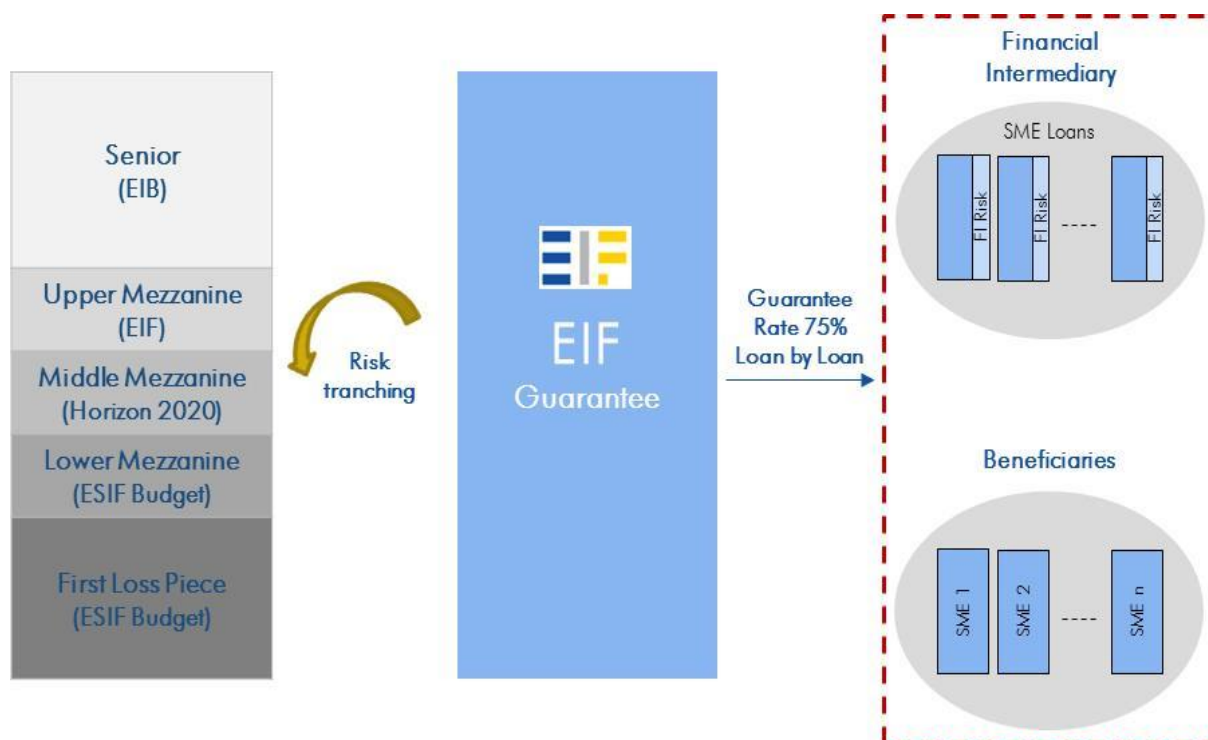 Senior
(EIB)
Upper Mezzanine
(EIF)
Middle Mezzanine
(Horizon 2020)
Lower Mezzanine
(ESIF Budget)
First Loss Piece
(ESIF Budget)
Risk
tranching
EIF
EIF
Guarantee
Guarantee
Rate 75%
Loan by Loan
Financial
Intermediary
SME Loans
FI Risk
FI Risk
FI Risk
Beneficiaries
SME 1
SME 2
SME n